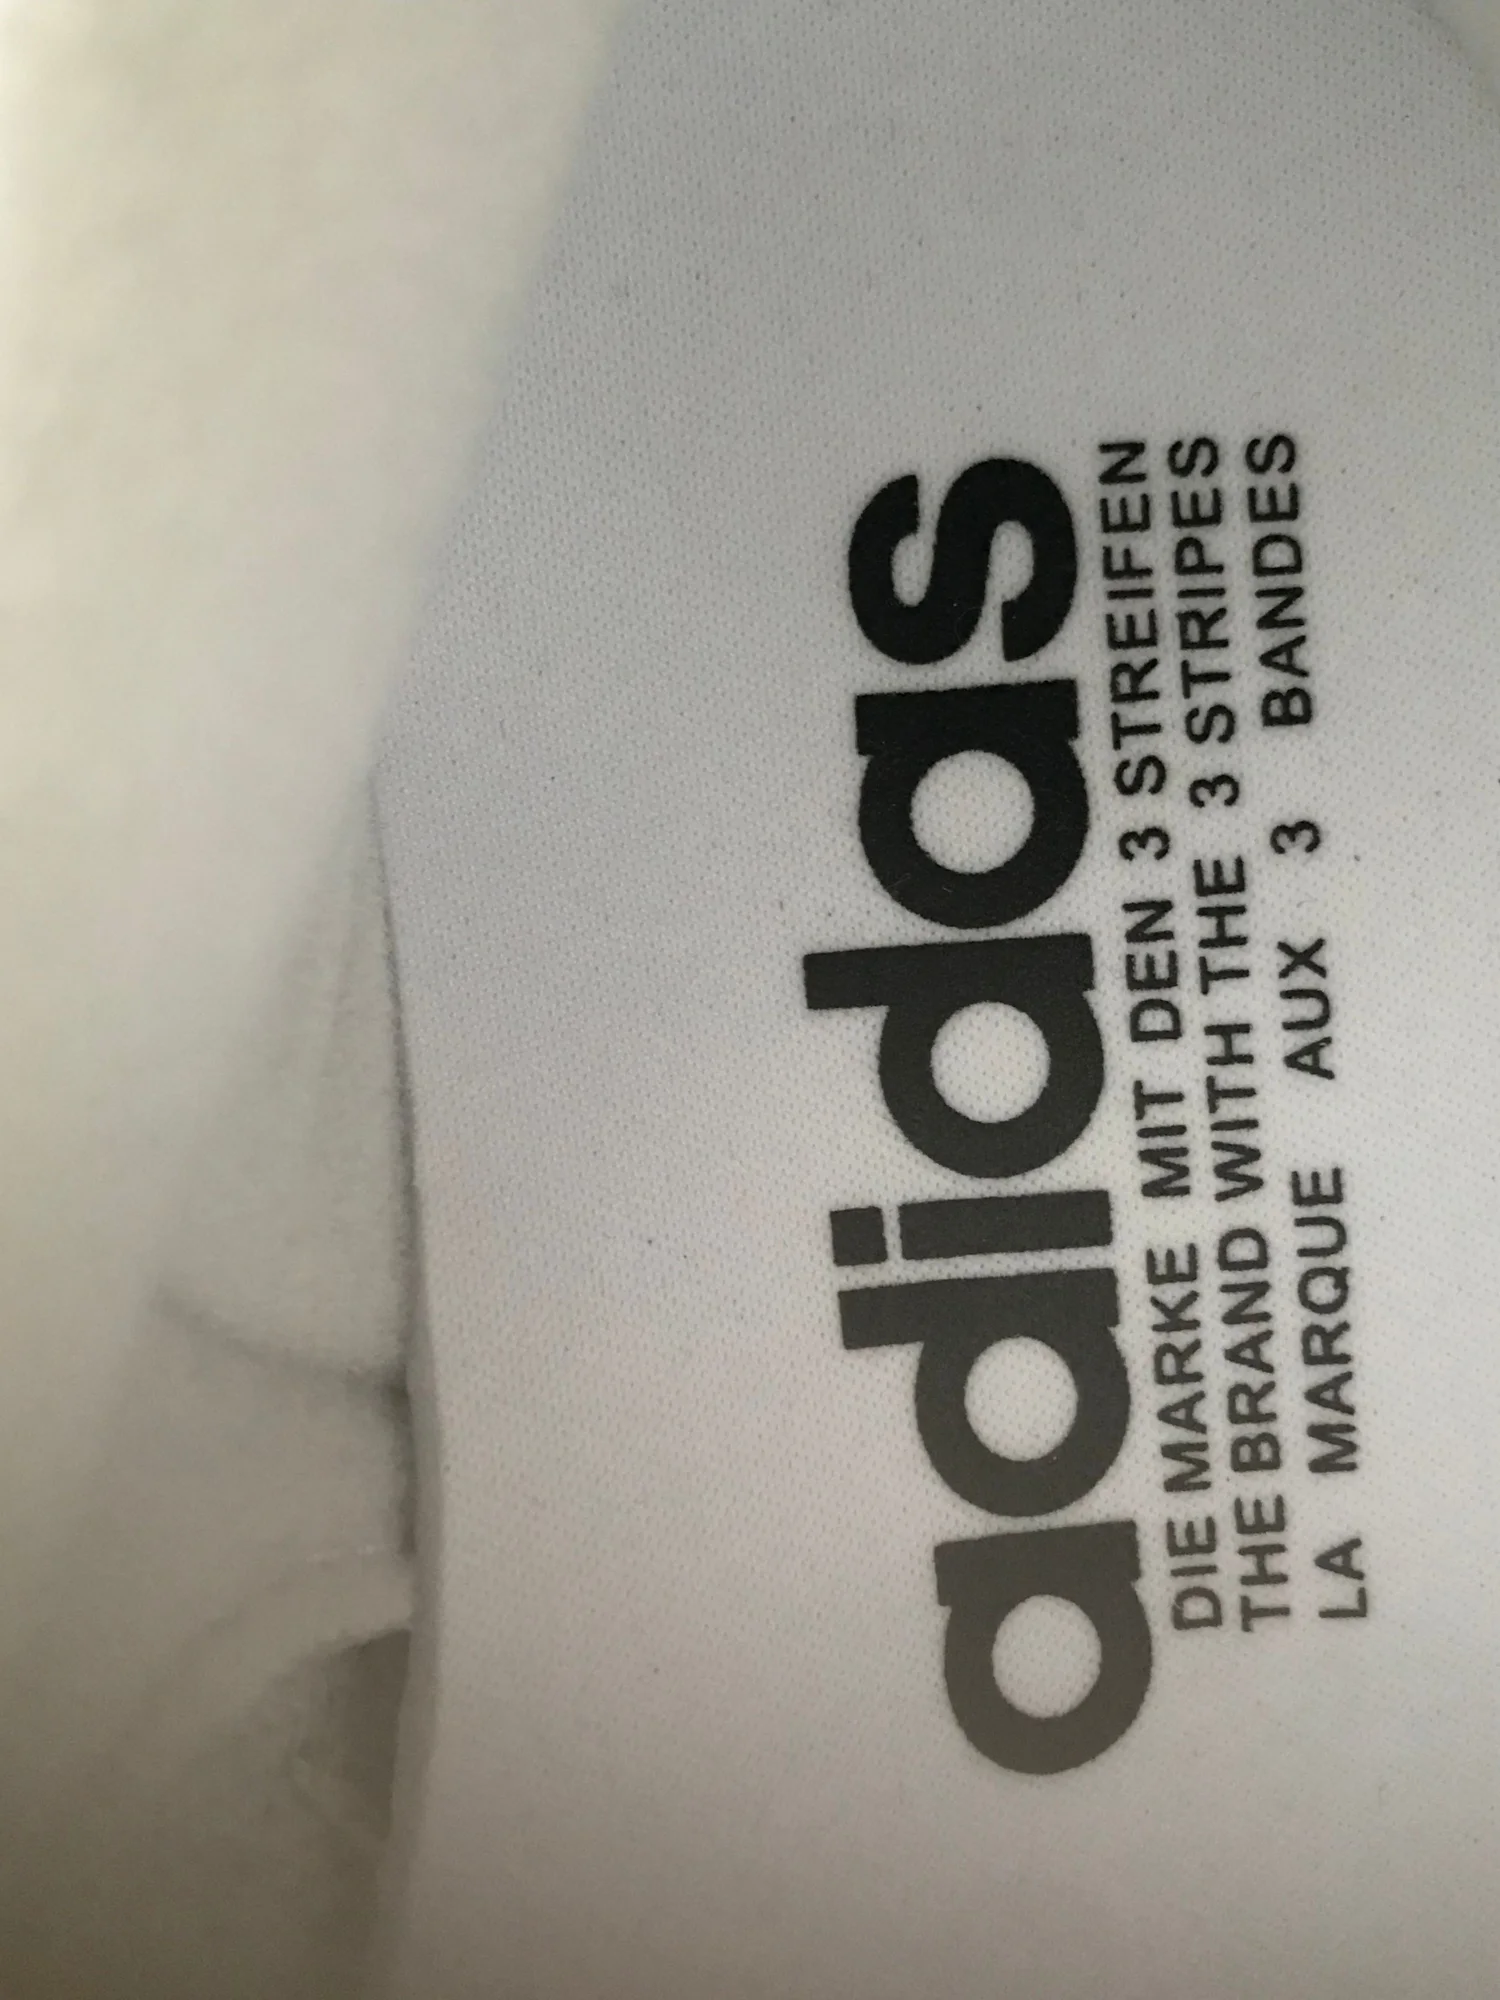 adidas
DIE MARKE MIT DEN 3 STREIFEN
THE BRAND WITH THE 3 STRIPES
LA MARQUE AUX 3 BANDES